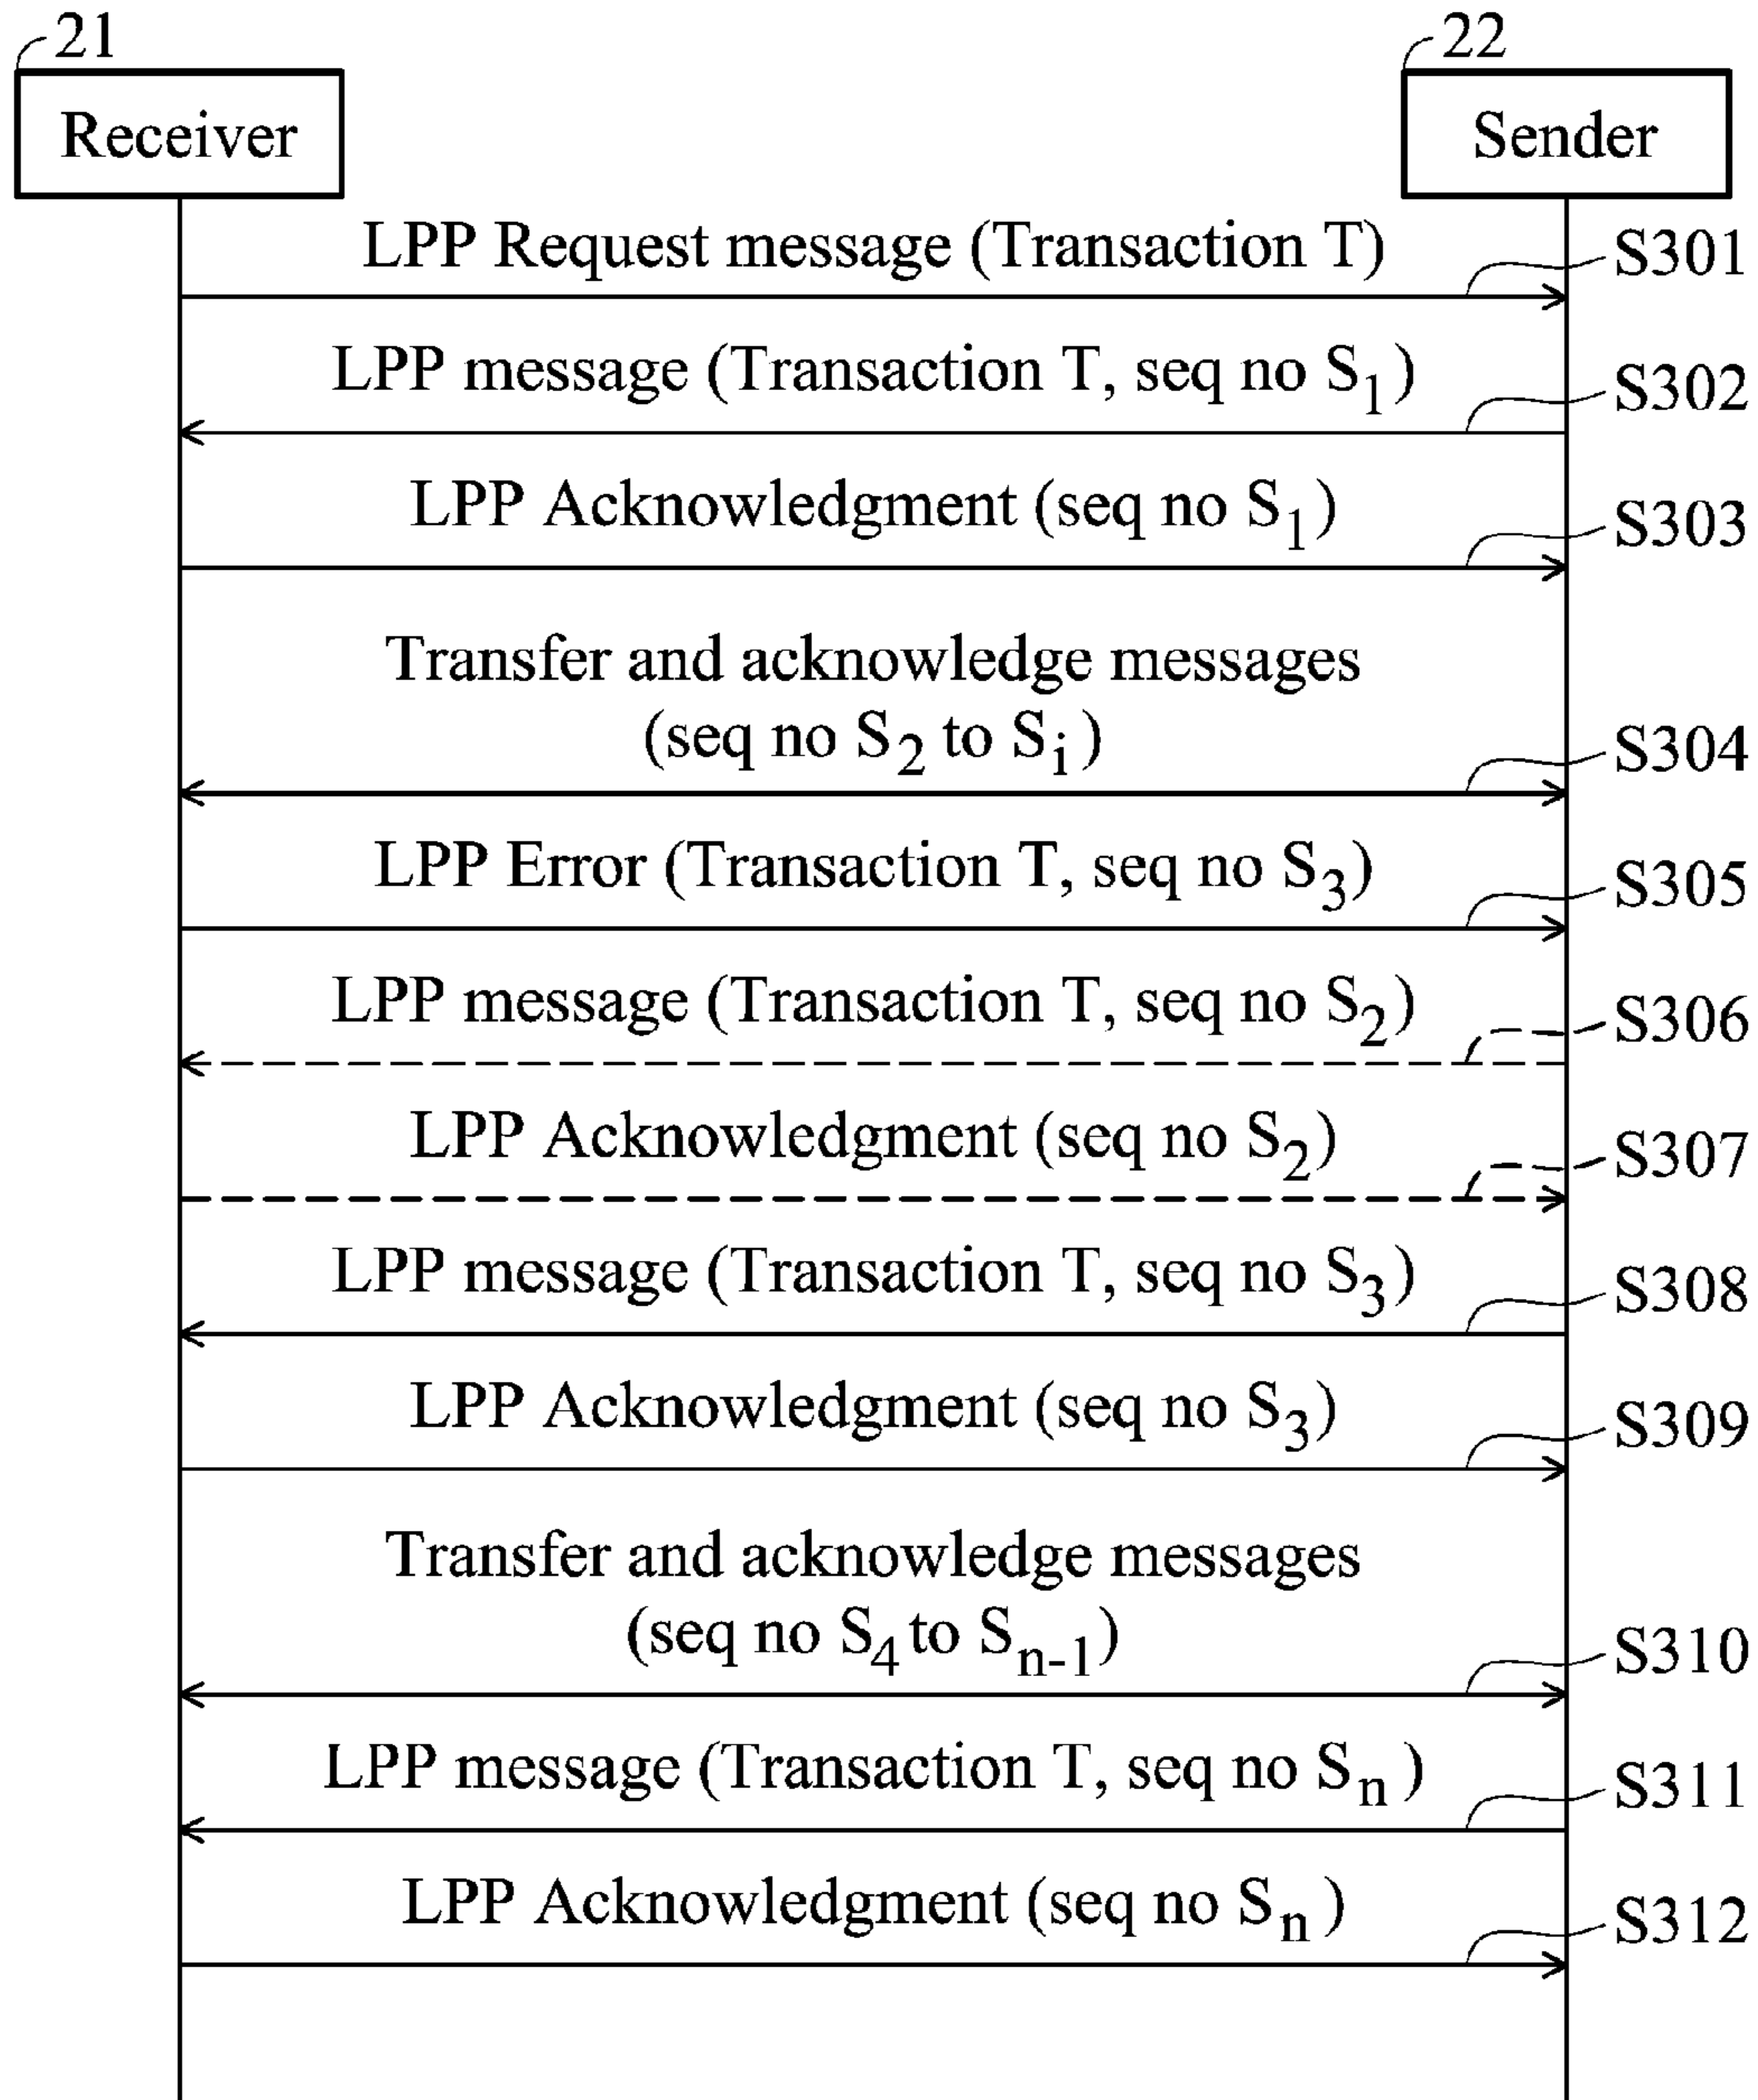 21
22
Receiver
Sender
LPP Request message (Transaction T)
S301
LPP message (Transaction T, seq no S1)
S302
LPP Acknowledgment (seq no S1)
S303
Transfer and acknowledge messages
(seq no S2 to Si)
S304
LPP Error (Transaction T, seq no S3)
S305
LPP message (Transaction T, seq no S2)
S306
LPP Acknowledgment (seq no S2)
S307
LPP message (Transaction T, seq no S3)
S308
LPP Acknowledgment (seq no S3)
S309
Transfer and acknowledge messages
(seq no S4 to Sn-1)
S310
LPP message (Transaction T, seq no Sn)
S311
LPP Acknowledgment (seq no Sn)
S312